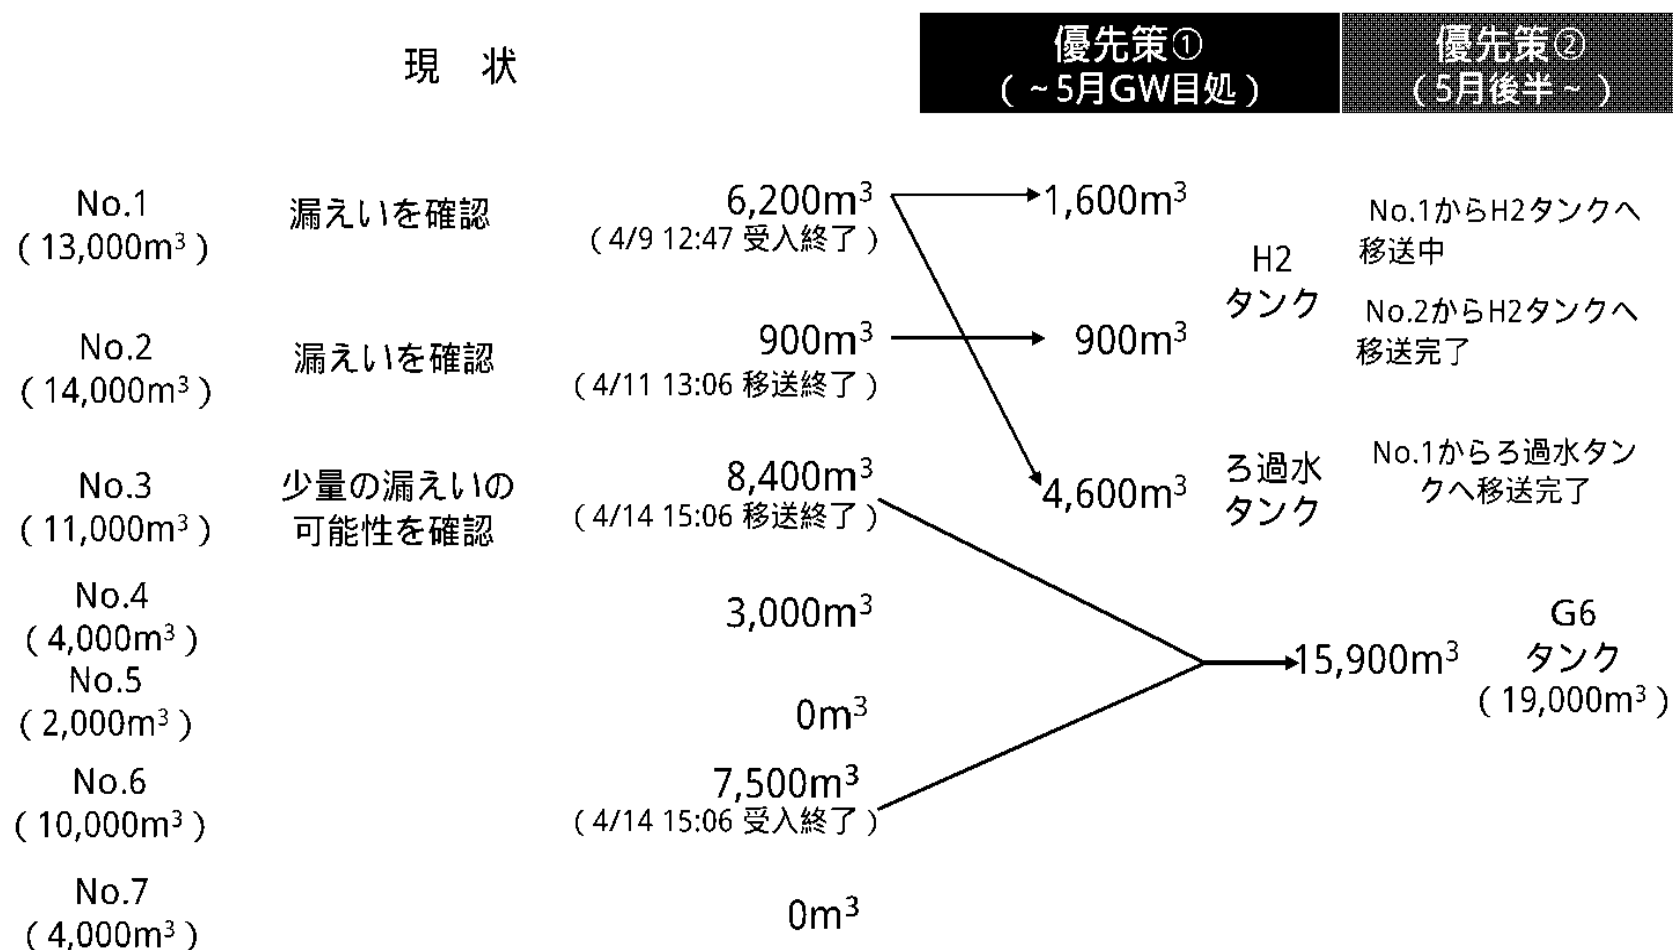 現 状
優先策①
（~5月GW目処）
優先策②
（5月後半~）
No.1
（13,000m³）
漏えいを確認
6,200m³
（4/9 12:47 受入終了）
1,600m³
H2
タンク
No.1からH2タンクへ
移送中
No.2
（14,000m³）
漏えいを確認
900m³
（4/11 13:06 移送終了）
900m³
No.2からH2タンクへ
移送完了
No.3
（11,000m³）
少量の漏えいの
可能性を確認
8,400m³
（4/14 15:06 移送終了）
4,600m³
ろ過水
タンク
No.1からろ過水タン
クへ移送完了
No.4
（4,000m³）
3,000m³
No.5
（2,000m³）
0m³
15,900m³
G6
タンク
（19,000m³）
No.6
（10,000m³）
7,500m³
（4/14 15:06 受入終了）
No.7
（4,000m³）
0m³